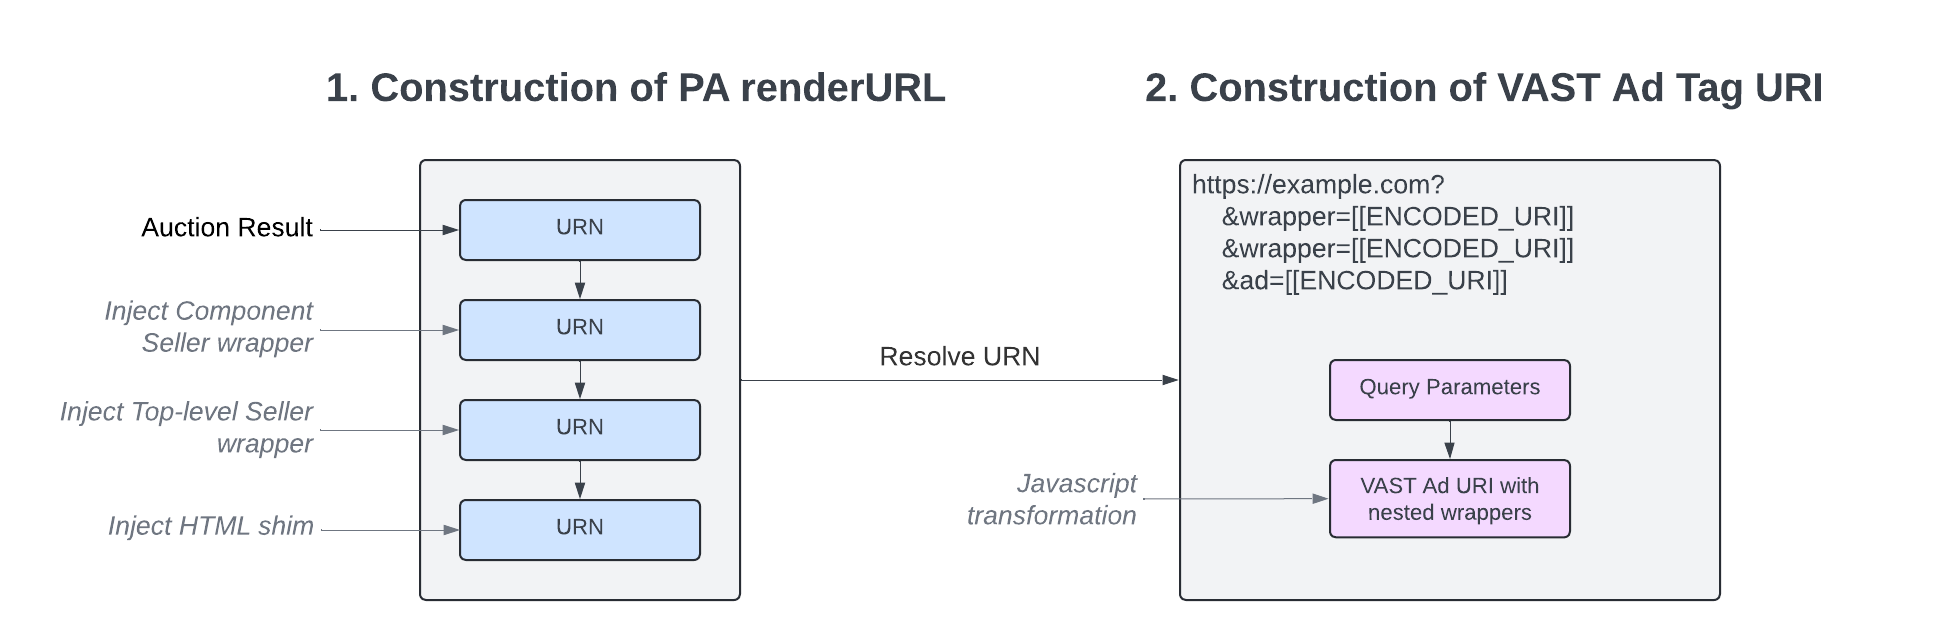 1. Construction of PA renderURL
Auction Result
URN
Inject Component
Seller wrapper
URN
Inject Top-level Seller
wrapper
URN
Inject HTML shim
URN
Resolve URN
2. Construction of VAST Ad Tag URI
https://example.com?
&wrapper=[[ENCODED_URI]]
&wrapper=[[ENCODED_URI]]
&ad=[[ENCODED_URI]]
Query Parameters
Javascript
transformation
VAST Ad URI with
nested wrappers